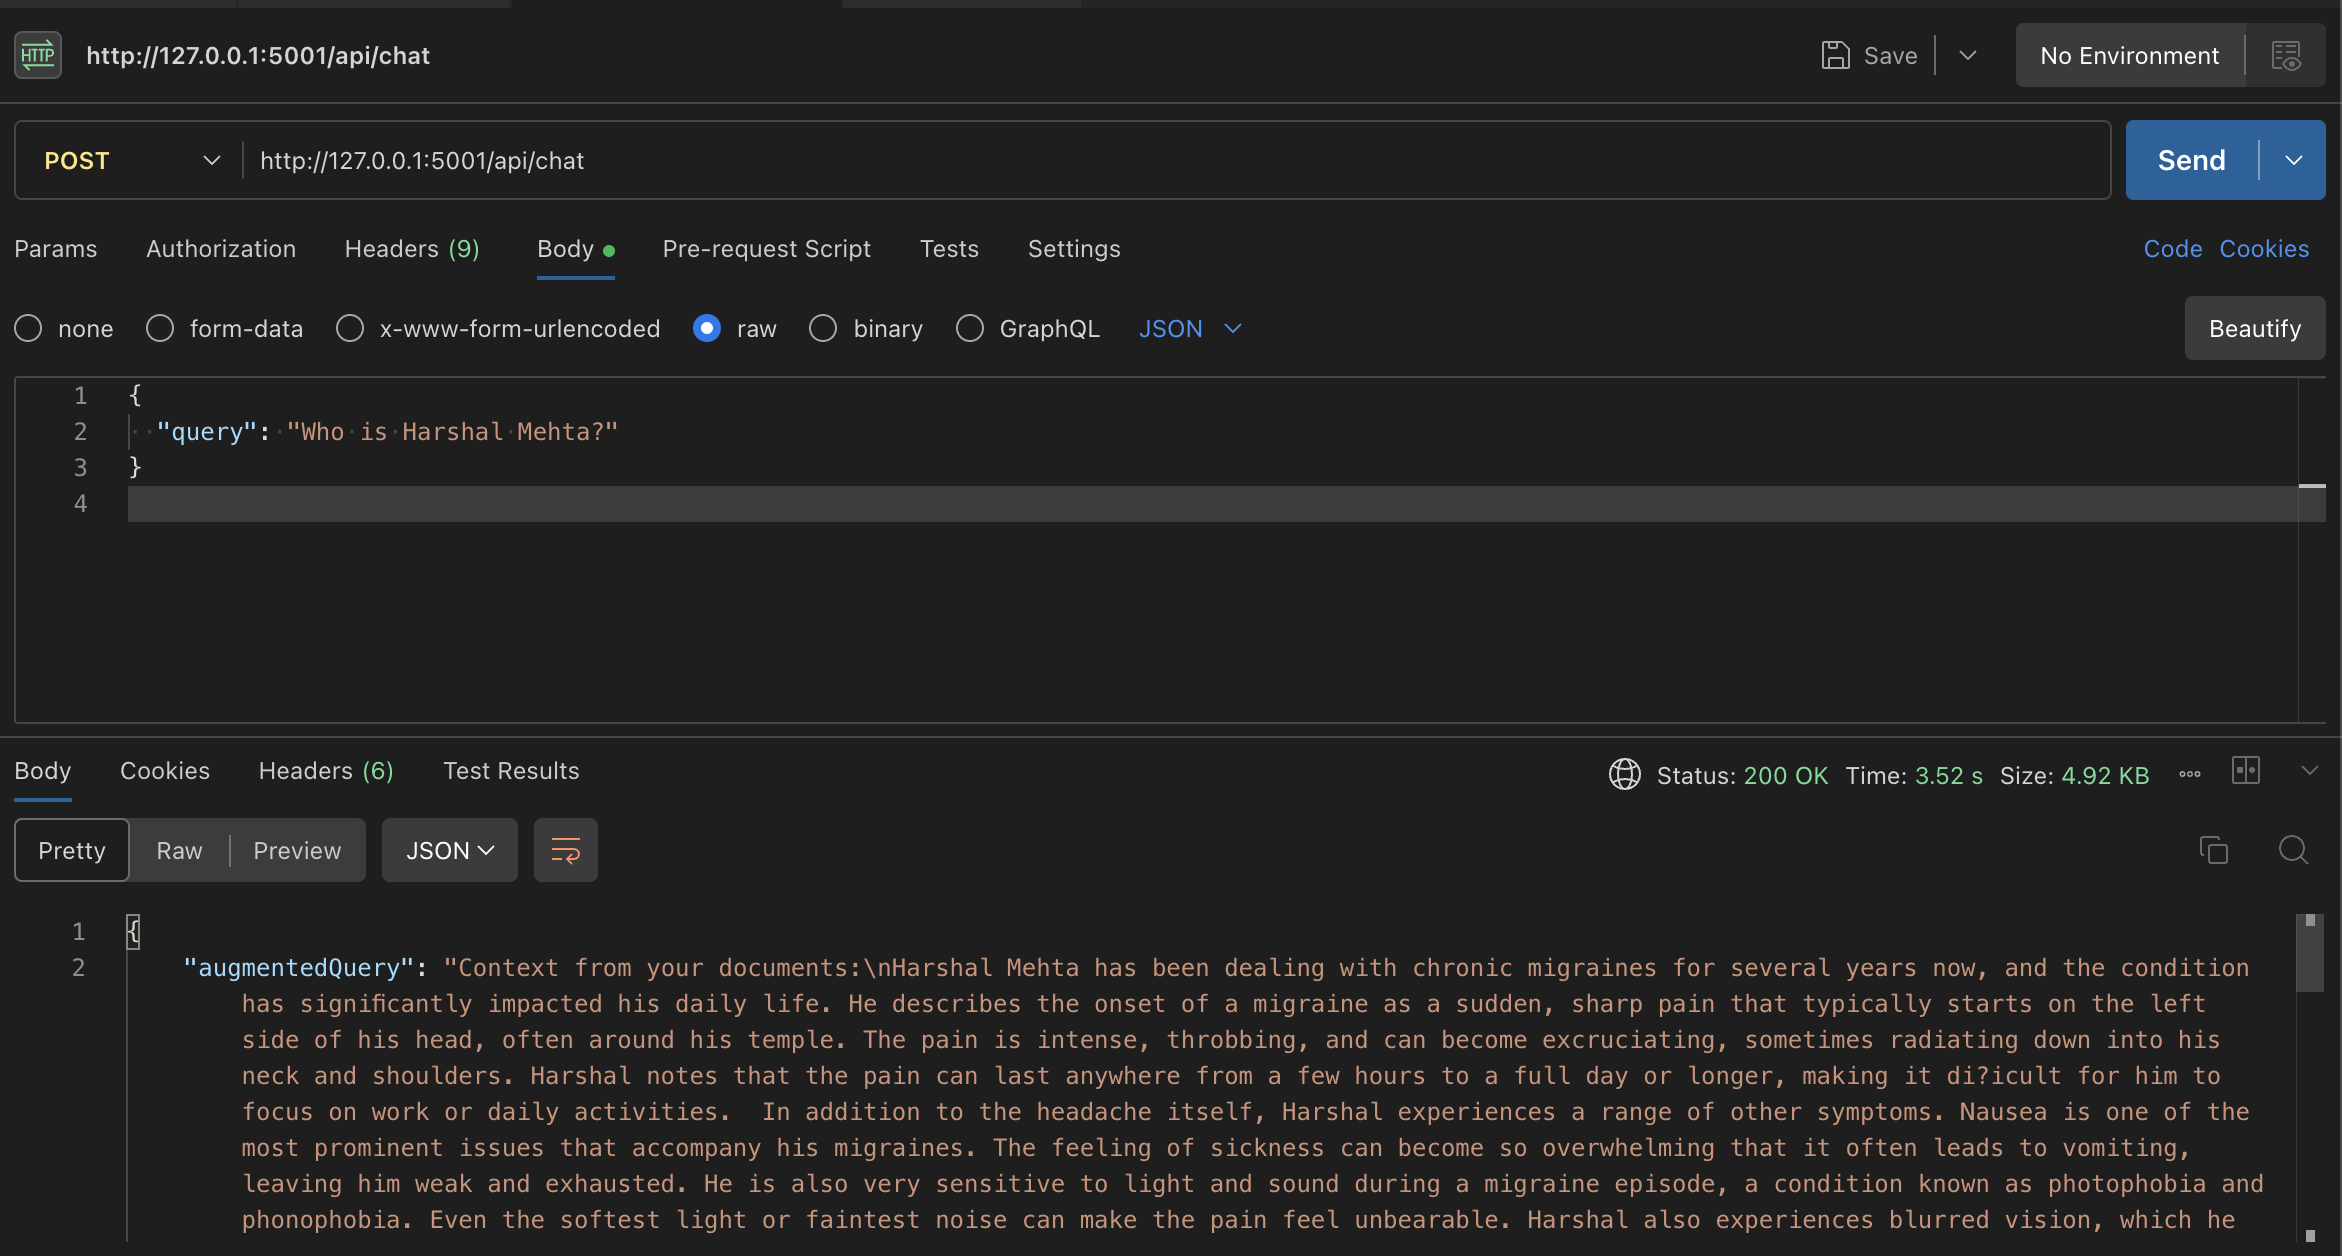 HTTP http://127.0.0.1:5001/api/chat Save No Environment
POST http://127.0.0.1:5001/api/chat Send
Params Authorization Headers (9) Body Pre-request Script Tests Settings Code Cookies
none form-data x-www-form-urlencoded raw binary GraphQL JSON Beautify
1 {
2 "query": "Who is Harshal Mehta?"
3 }
4
Body Cookies Headers (6) Test Results Status: 200 OK Time: 3.52 s Size: 4.92 KB
Pretty Raw Preview JSON
1 {
2 "augmentedQuery": "Context from your documents:\nHarshal Mehta has been dealing with chronic migraines for several years now, and the condition
has significantly impacted his daily life. He describes the onset of a migraine as a sudden, sharp pain that typically starts on the left
side of his head, often around his temple. The pain is intense, throbbing, and can become excruciating, sometimes radiating down into his
neck and shoulders. Harshal notes that the pain can last anywhere from a few hours to a full day or longer, making it di?icult for him to
focus on work or daily activities.  In addition to the headache itself, Harshal experiences a range of other symptoms. Nausea is one of the
most prominent issues that accompany his migraines. The feeling of sickness can become so overwhelming that it often leads to vomiting,
leaving him weak and exhausted. He is also very sensitive to light and sound during a migraine episode, a condition known as photophobia and
phonophobia. Even the softest light or faintest noise can make the pain feel unbearable. Harshal also experiences blurred vision, which he